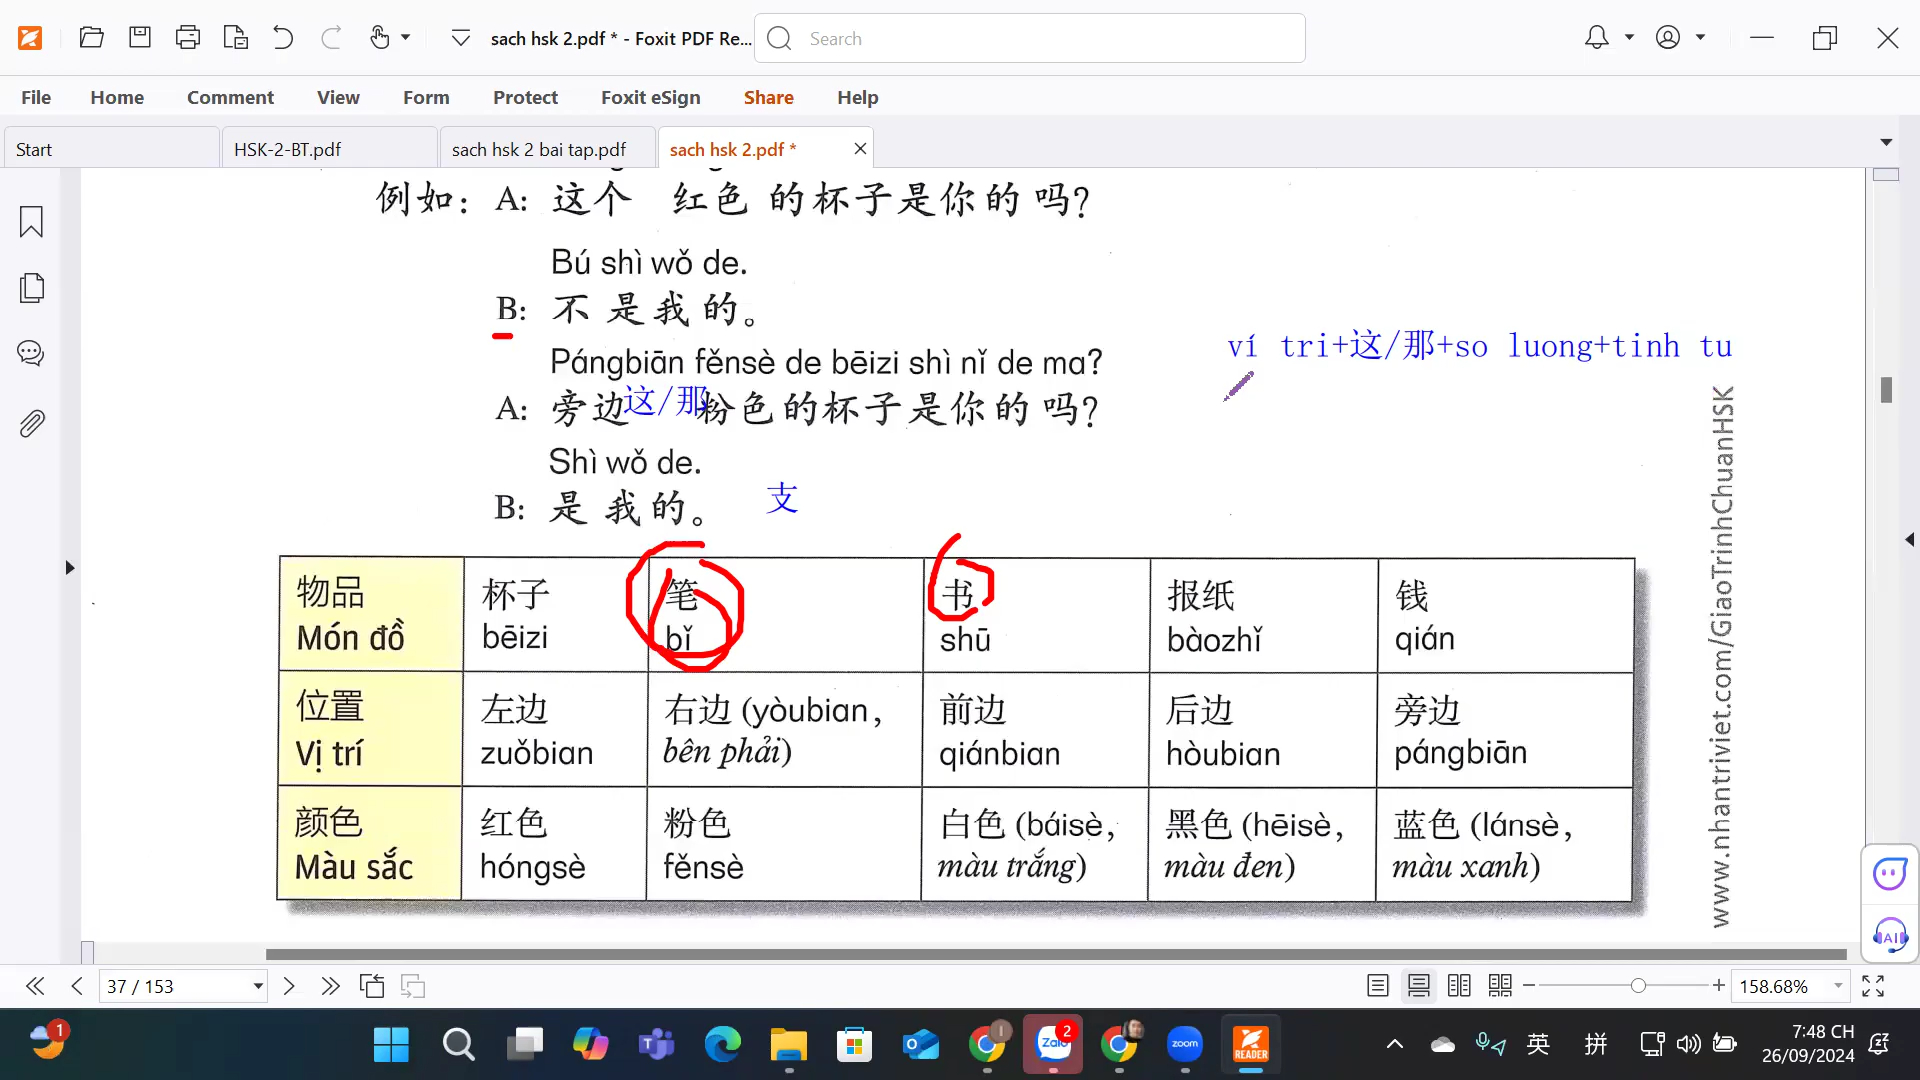 sach hsk 2.pdf * - Foxit PDF Re...
Search
File Home Comment View Form Protect Foxit eSign Share Help
Start
HSK-2-BT.pdf
sach hsk 2 bai tap.pdf
sach hsk 2.pdf *
例如：A: 这个 红色 的杯子是你的 吗？
Bú shì wǒ de.
B: 不 是 我 的。
ví tri+这/那+so luong+tinh tu
Pángbiān fěnsè de bēizi shì nǐ de ma?
这/那
A: 旁边 粉色的杯子是你的 吗？
Shì wǒ de.
B: 是 我 的。
支
物品 杯子 笔 书 报纸 钱
Món đồ bēizi bǐ shū bàozhǐ qián
位置 左边 右边 (yòubian, 前边 后边 旁边
Vị trí zuǒbian bên phải) qiánbian hòubian pángbiān
颜色 红色 粉色 白色 (báisè, 黑色 (hēisè, 蓝色 (lánsè,
Màu sắc hóngsè fěnsè màu trắng) màu đen) màu xanh)
www.nhantriviet.com/GiaoTrinhChuanHSK
AI
37 / 153
158.68%
1
Zalo
2
zoom
READER
英
拼
7:48 CH
26/09/2024